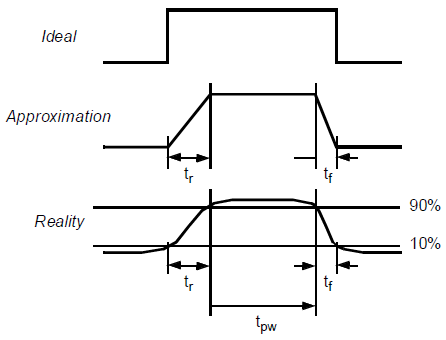 Ideal
Approximation
tr
tf
Reality
90%
10%
tr
tf
tpw